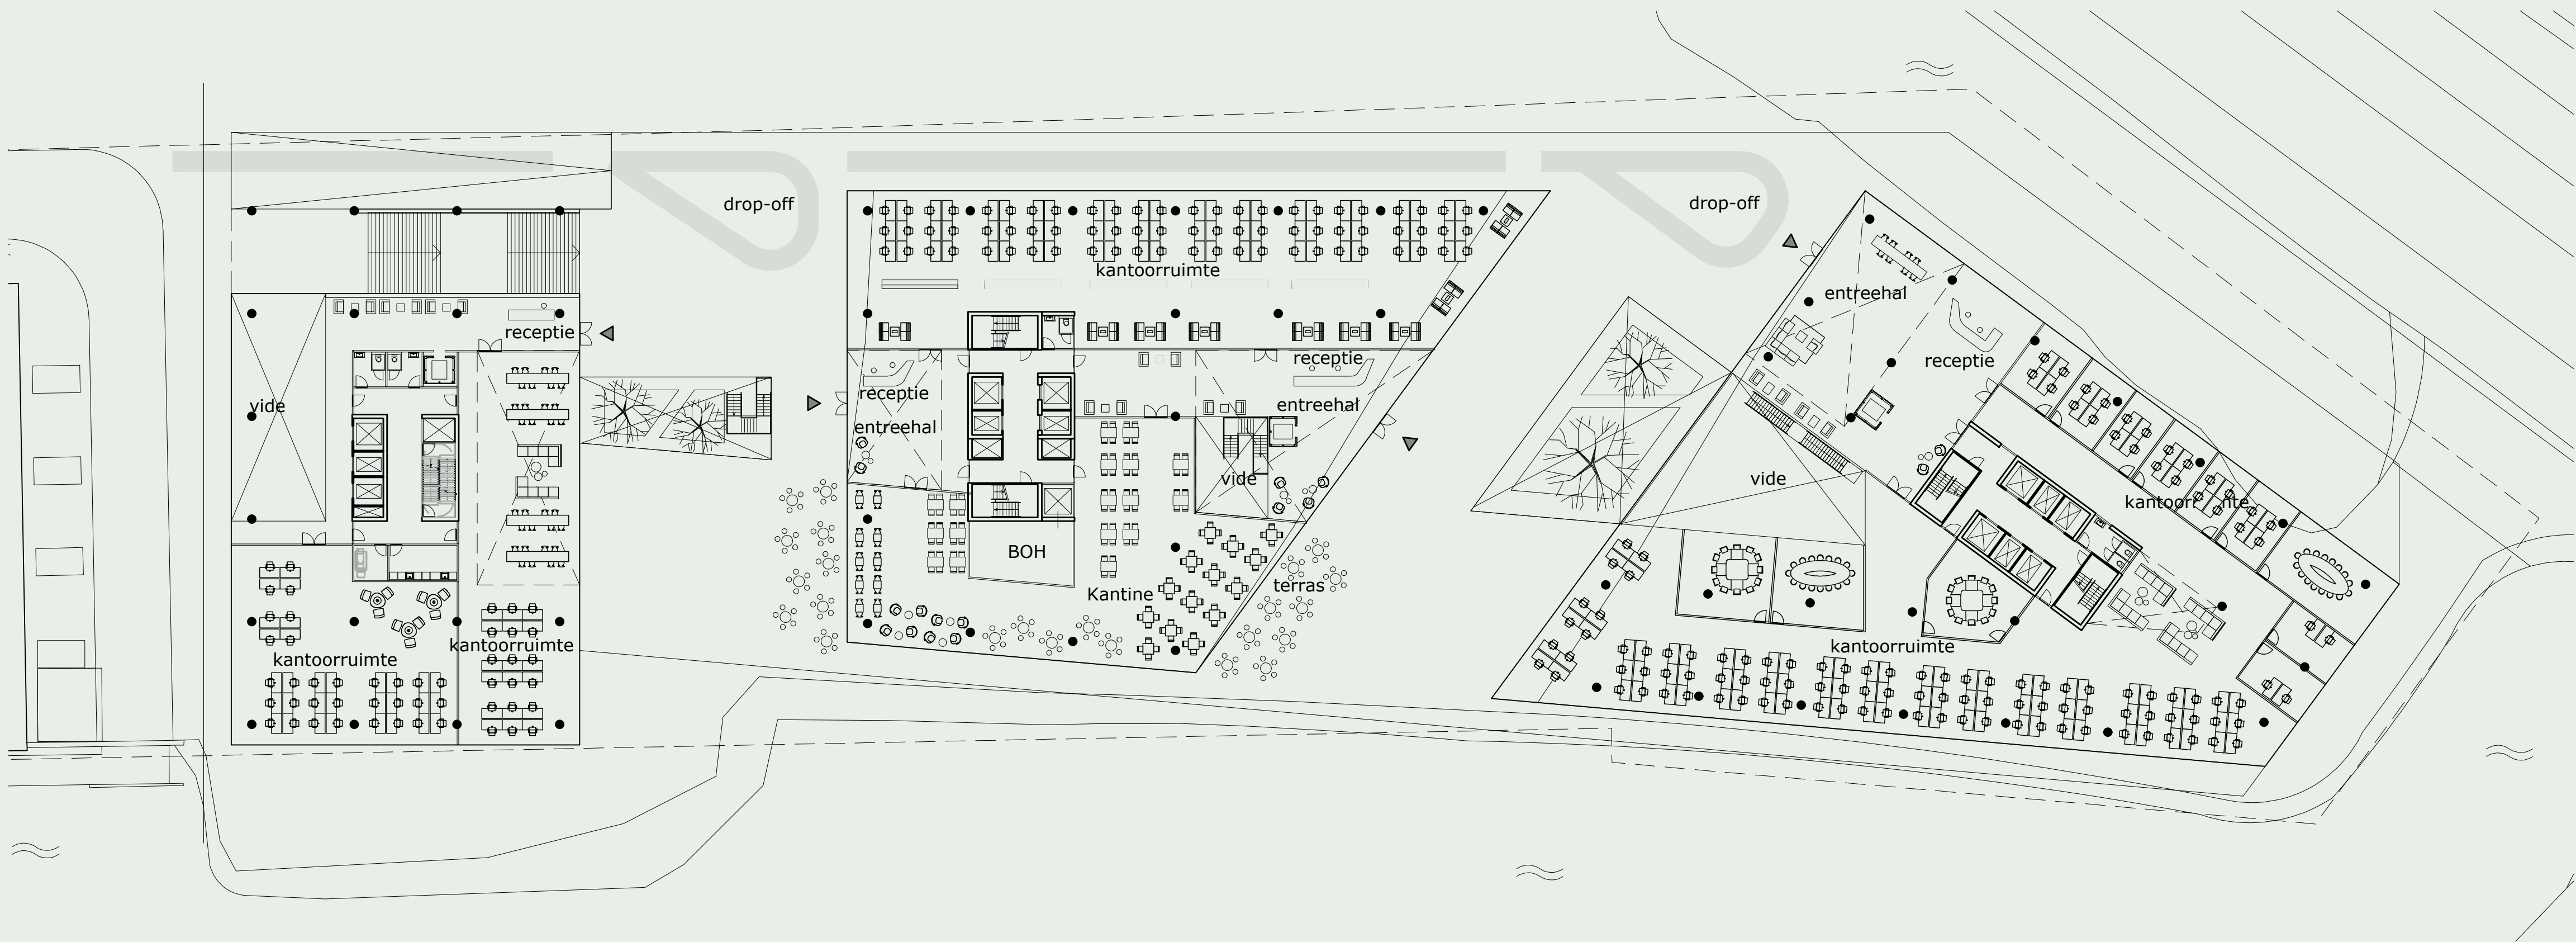 drop-off
drop-off
kantoorruimte
entreehal
receptie
receptie
receptie
receptie
entreehal
vide
entreehal
vide
vide
BOH
Kantine
terras
kantoorruimte
kantoorruimte
kantoorruimte